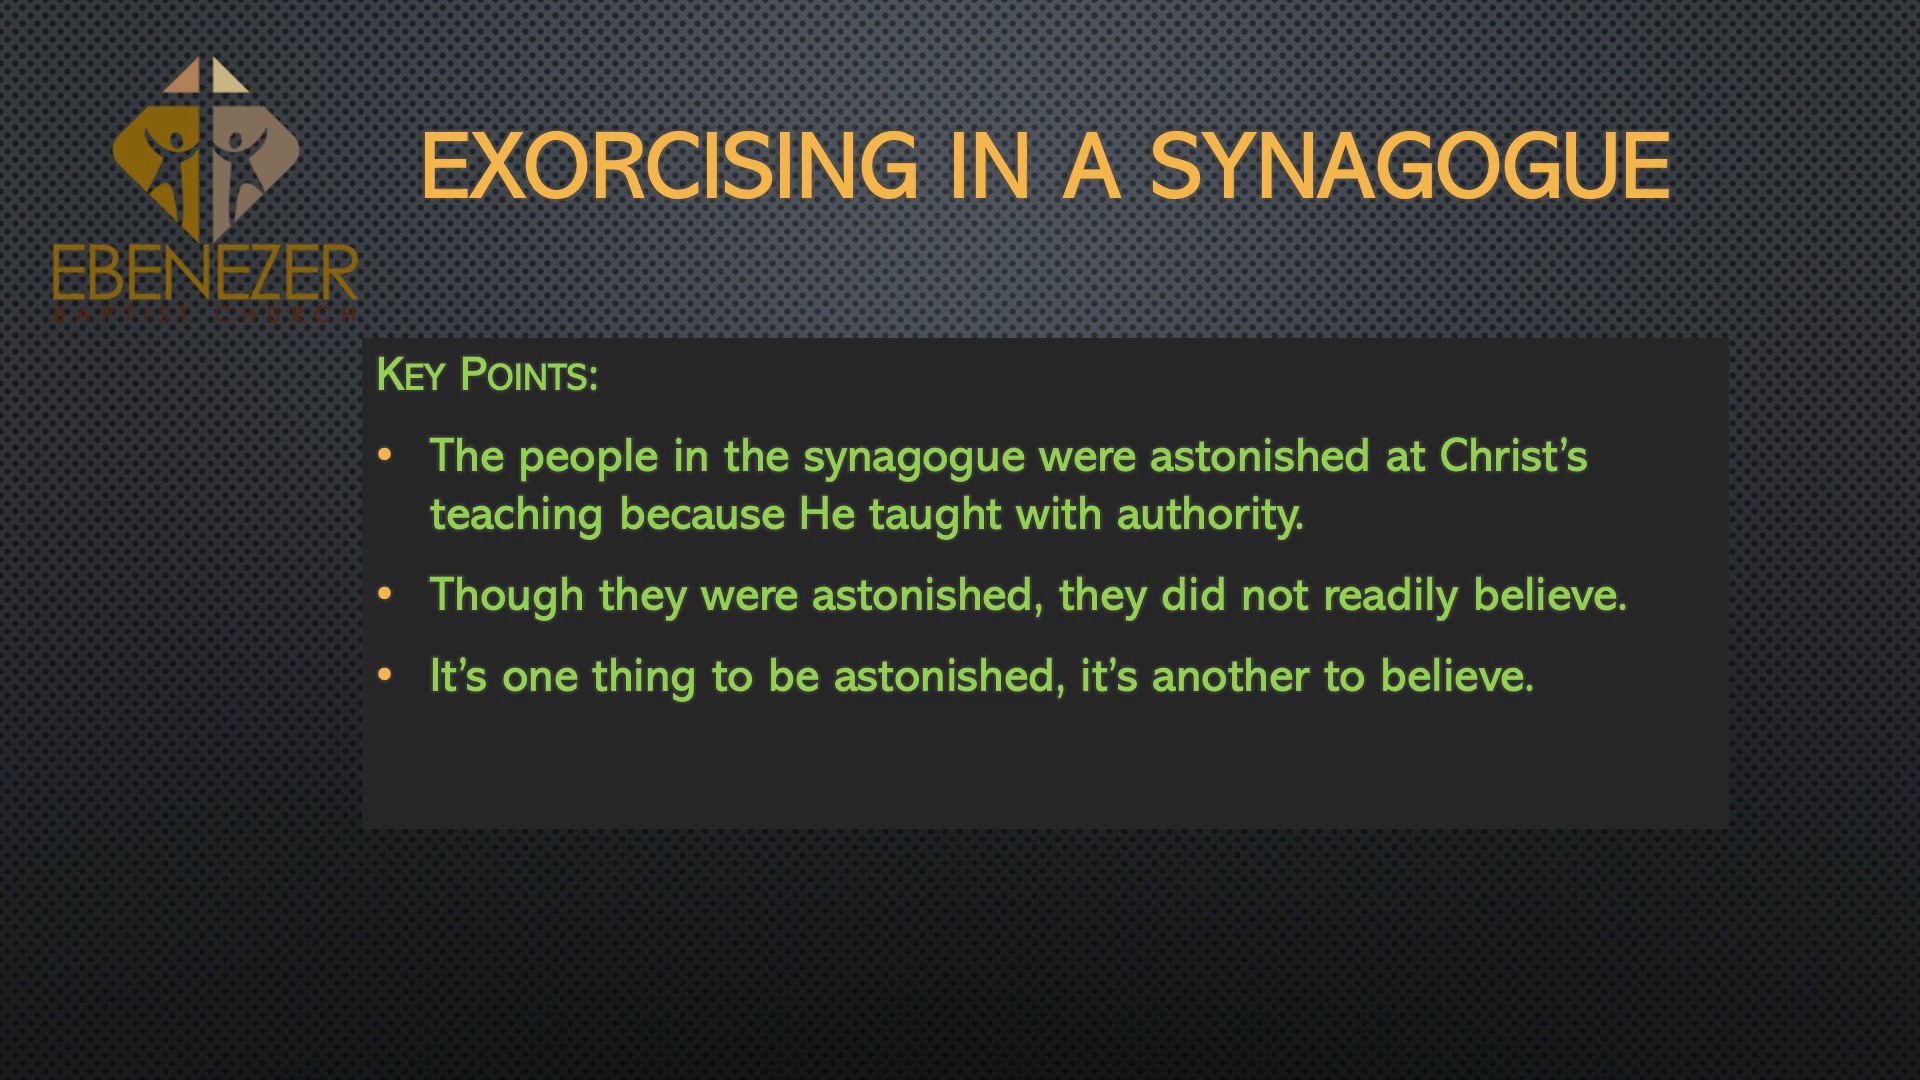 EBENEZER
BAPTIST CHURCH
EXORCISING IN A SYNAGOGUE
KEY POINTS:
• The people in the synagogue were astonished at Christ’s
teaching because He taught with authority.
• Though they were astonished, they did not readily believe.
• It’s one thing to be astonished, it’s another to believe.